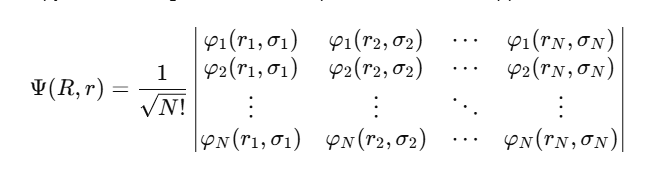 Ψ(R, r) = 1/√N! | φ₁(r₁, σ₁) φ₁(r₂, σ₂) ⋯ φ₁(r_N, σ_N) |
| φ₂(r₁, σ₁) φ₂(r₂, σ₂) ⋯ φ₂(r_N, σ_N) |
| ⋮ ⋮ ⋱ ⋮ |
| φ_N(r₁, σ₁) φ_N(r₂, σ₂) ⋯ φ_N(r_N, σ_N) |